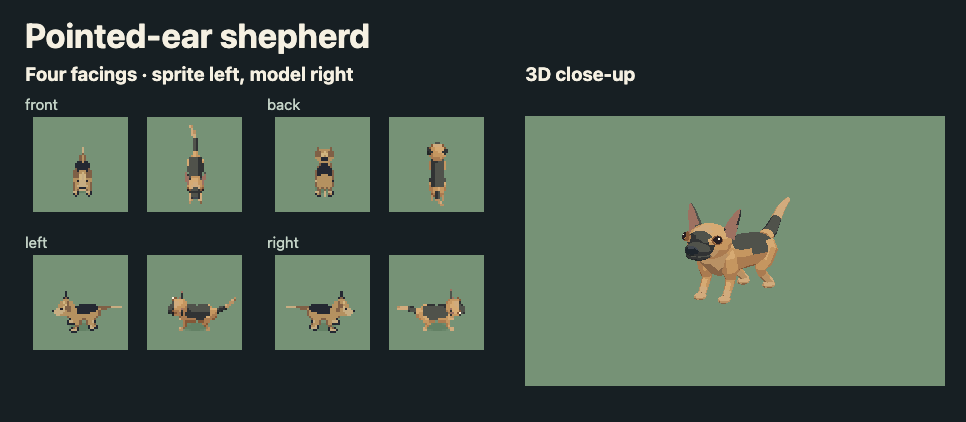 Pointed-ear shepherd
Four facings · sprite left, model right
3D close-up
front
back
left
right